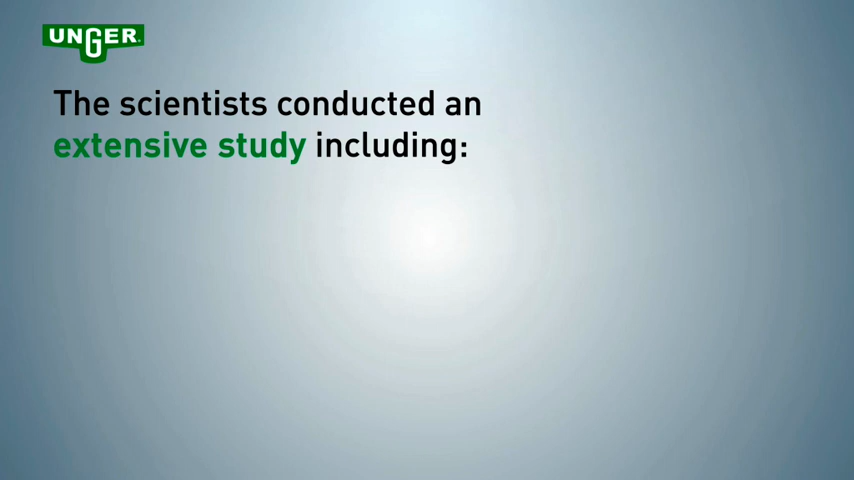 UNGER
The scientists conducted an
extensive study including: